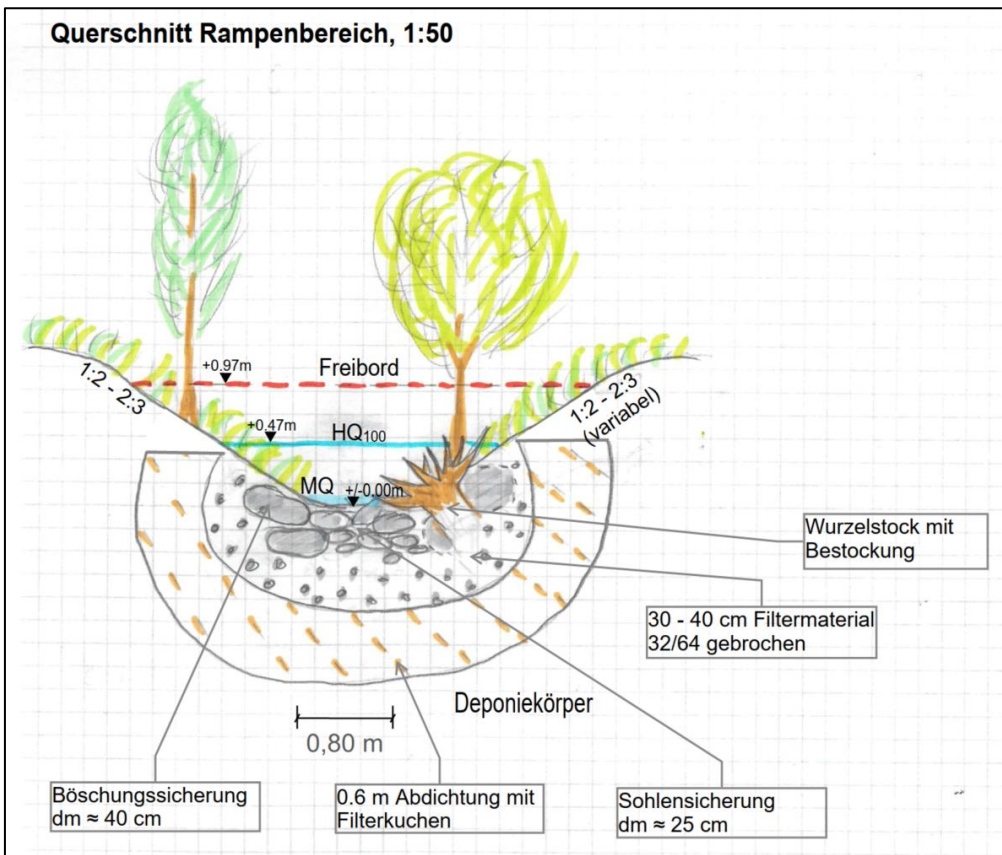 Querschnitt Rampenbereich, 1:50
+0.97m
Freibord
1:2 - 2:3
1:2 - 2:3
(variabel)
+0.47m
HQ100
MQ
+/-0.00m
Wurzelstock mit
Bestockung
30 - 40 cm Filtermaterial
32/64 gebrochen
Deponiekörper
0,80 m
Böschungssicherung
dm ≈ 40 cm
0.6 m Abdichtung mit
Filterkuchen
Sohlensicherung
dm ≈ 25 cm